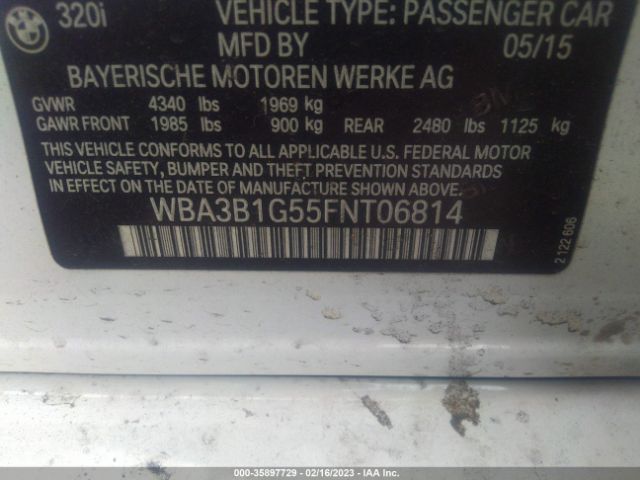 320i VEHICLE TYPE: PASSENGER CAR
MFD BY 05/15
BAYERISCHE MOTOREN WERKE AG
GVWR 4340 lbs 1969 kg
GAWR FRONT 1985 lbs 900 kg REAR 2480 lbs 1125 kg
THIS VEHICLE CONFORMS TO ALL APPLICABLE U.S. FEDERAL MOTOR
VEHICLE SAFETY, BUMPER AND THEFT PREVENTION STANDARDS
IN EFFECT ON THE DATE OF MANUFACTURE SHOWN ABOVE.
WBA3B1G55FNT06814
2 122 606
000-35897729 - 02/16/2023 - IAA Inc.